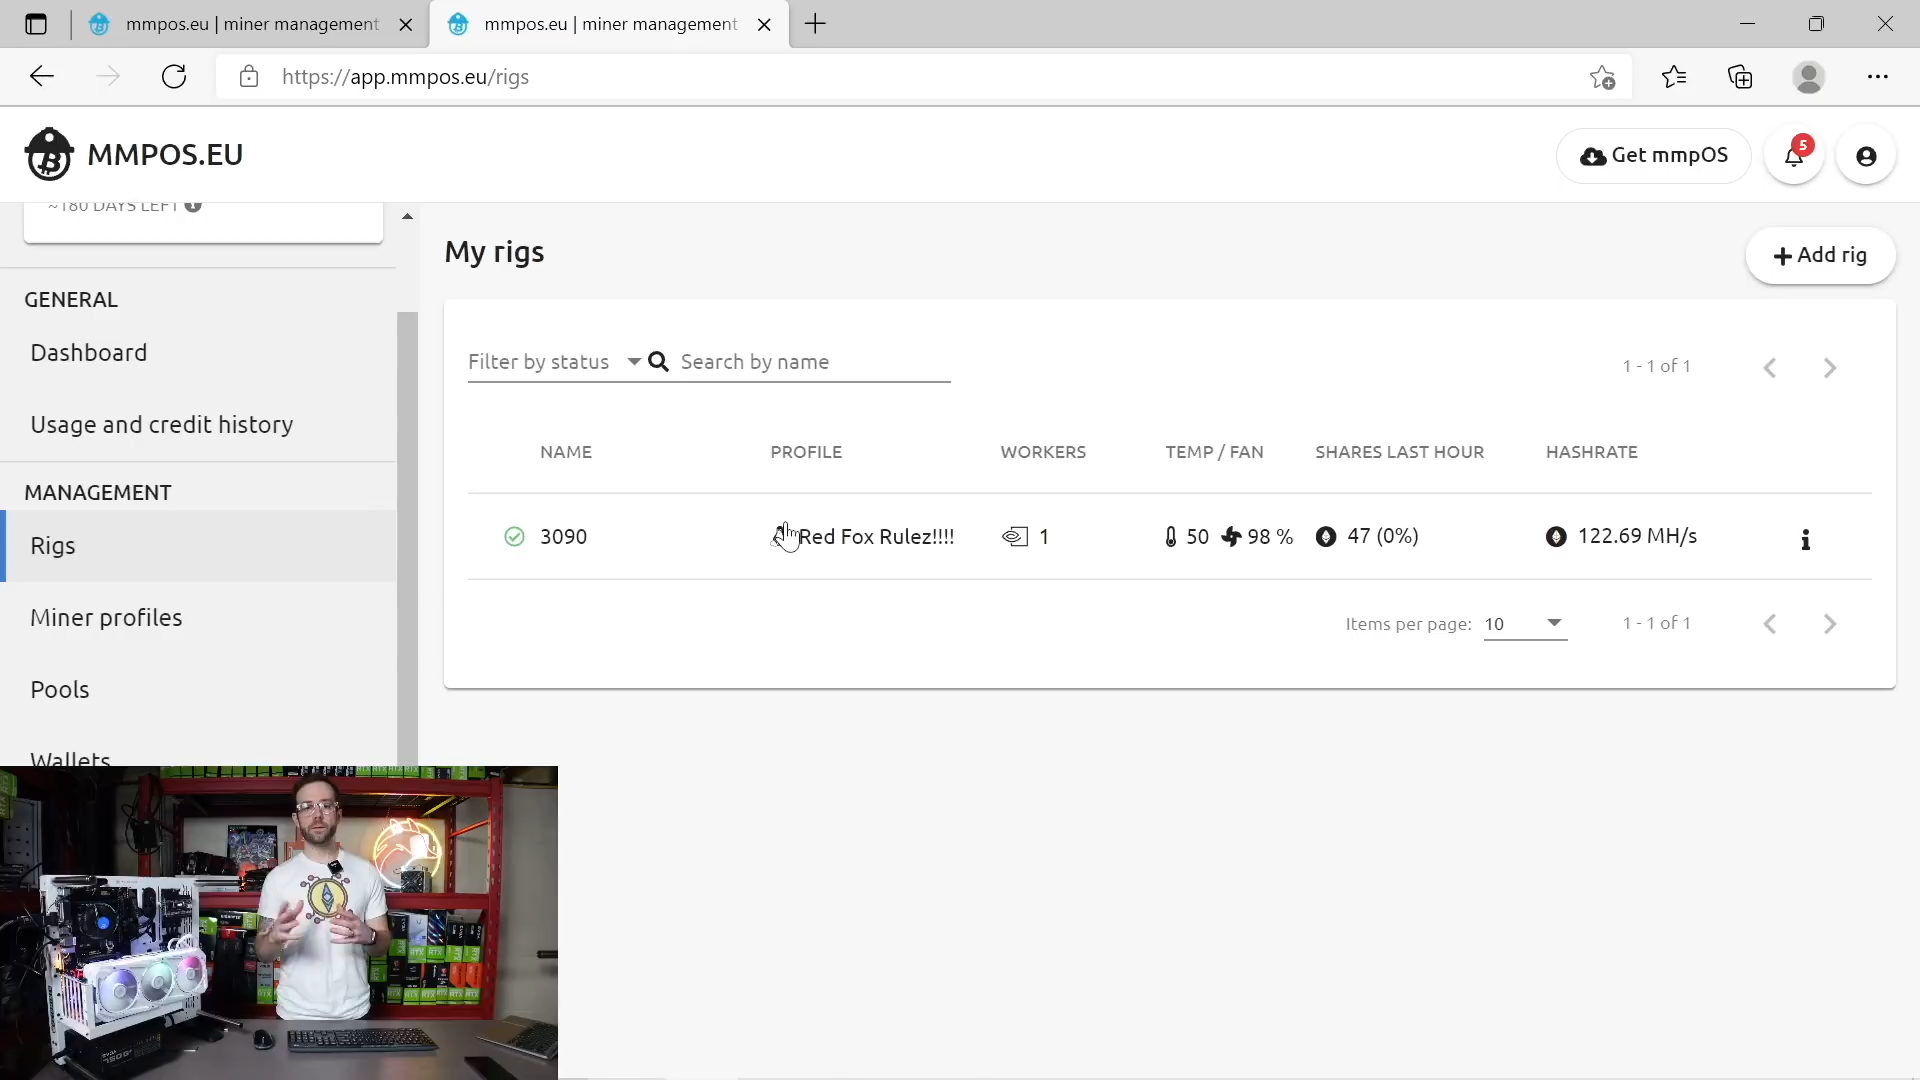 mmpos.eu | miner management
mmpos.eu | miner management
https://app.mmpos.eu/rigs
MMPOS.EU
Get mmpOS
5
~180 DAYS LEFT
GENERAL
Dashboard
Usage and credit history
MANAGEMENT
Rigs
Miner profiles
Pools
Wallets
My rigs
Add rig
Filter by status
Search by name
1 - 1 of 1
NAME PROFILE WORKERS TEMP / FAN SHARES LAST HOUR HASHRATE
3090 Red Fox Rulez!!!! 1 50 98 % 47 (0%) 122.69 MH/s
Items per page: 10 1 - 1 of 1